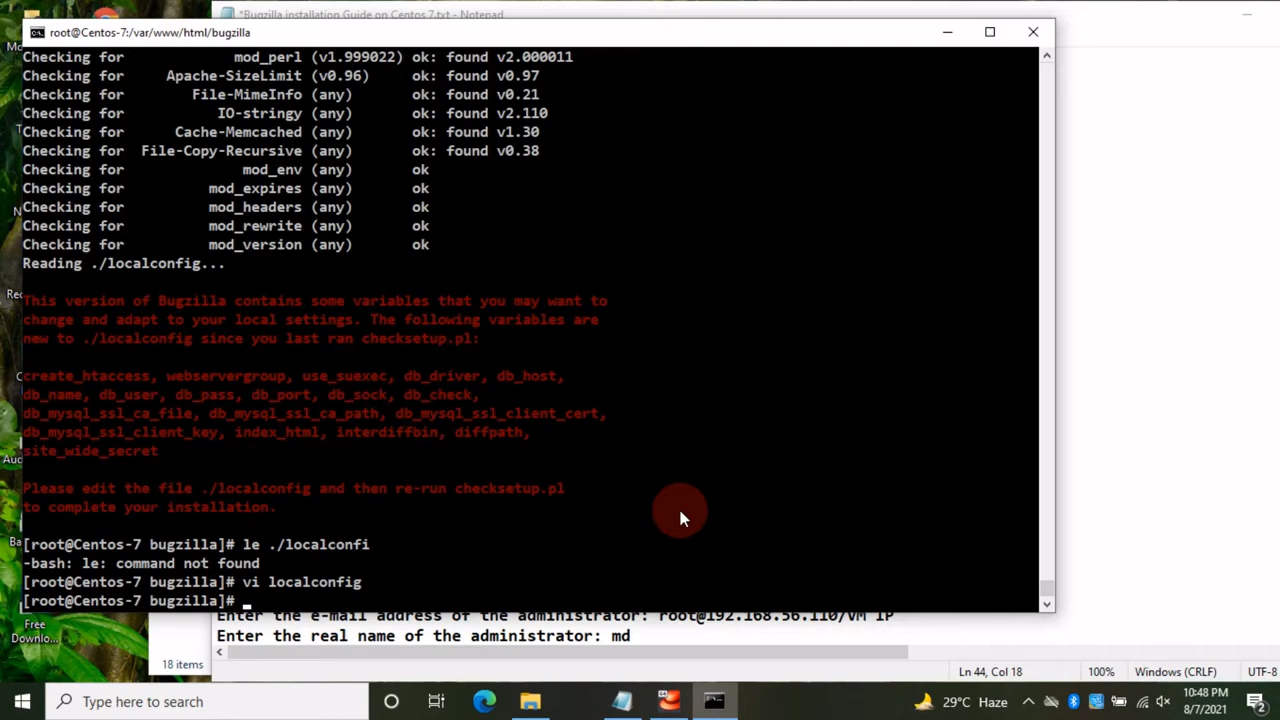 *Bugzilla installation Guide on Centos 7.txt - Notepad
root@Centos-7:/var/www/html/bugzilla
Checking for mod_perl (v1.999022) ok: found v2.000011
Checking for Apache-SizeLimit (v0.96) ok: found v0.97
Checking for File-MimeInfo (any) ok: found v0.21
Checking for IO-stringy (any) ok: found v2.110
Checking for Cache-Memcached (any) ok: found v1.30
Checking for File-Copy-Recursive (any) ok: found v0.38
Checking for mod_env (any) ok
Checking for mod_expires (any) ok
Checking for mod_headers (any) ok
Checking for mod_rewrite (any) ok
Checking for mod_version (any) ok
Reading ./localconfig...
This version of Bugzilla contains some variables that you may want to
change and adapt to your local settings. The following variables are
new to ./localconfig since you last ran checksetup.pl:
create_htaccess, webservergroup, use_suexec, db_driver, db_host,
db_name, db_user, db_pass, db_port, db_sock, db_check,
db_mysql_ssl_ca_file, db_mysql_ssl_ca_path, db_mysql_ssl_client_cert,
db_mysql_ssl_client_key, index_html, interdiffbin, diffpath,
site_wide_secret
Please edit the file ./localconfig and then re-run checksetup.pl
to complete your installation.
[root@Centos-7 bugzilla]# le ./localconfi
-bash: le: command not found
[root@Centos-7 bugzilla]# vi localconfig
[root@Centos-7 bugzilla]#
Enter the e-mail address of the administrator: root@192.168.56.110/VM IP
Enter the real name of the administrator: md
Free
Downlo...
18 items
Ln 44, Col 18
100%
Windows (CRLF)
UTF-8
Type here to search
29°C Haze
10:48 PM
8/7/2021
2